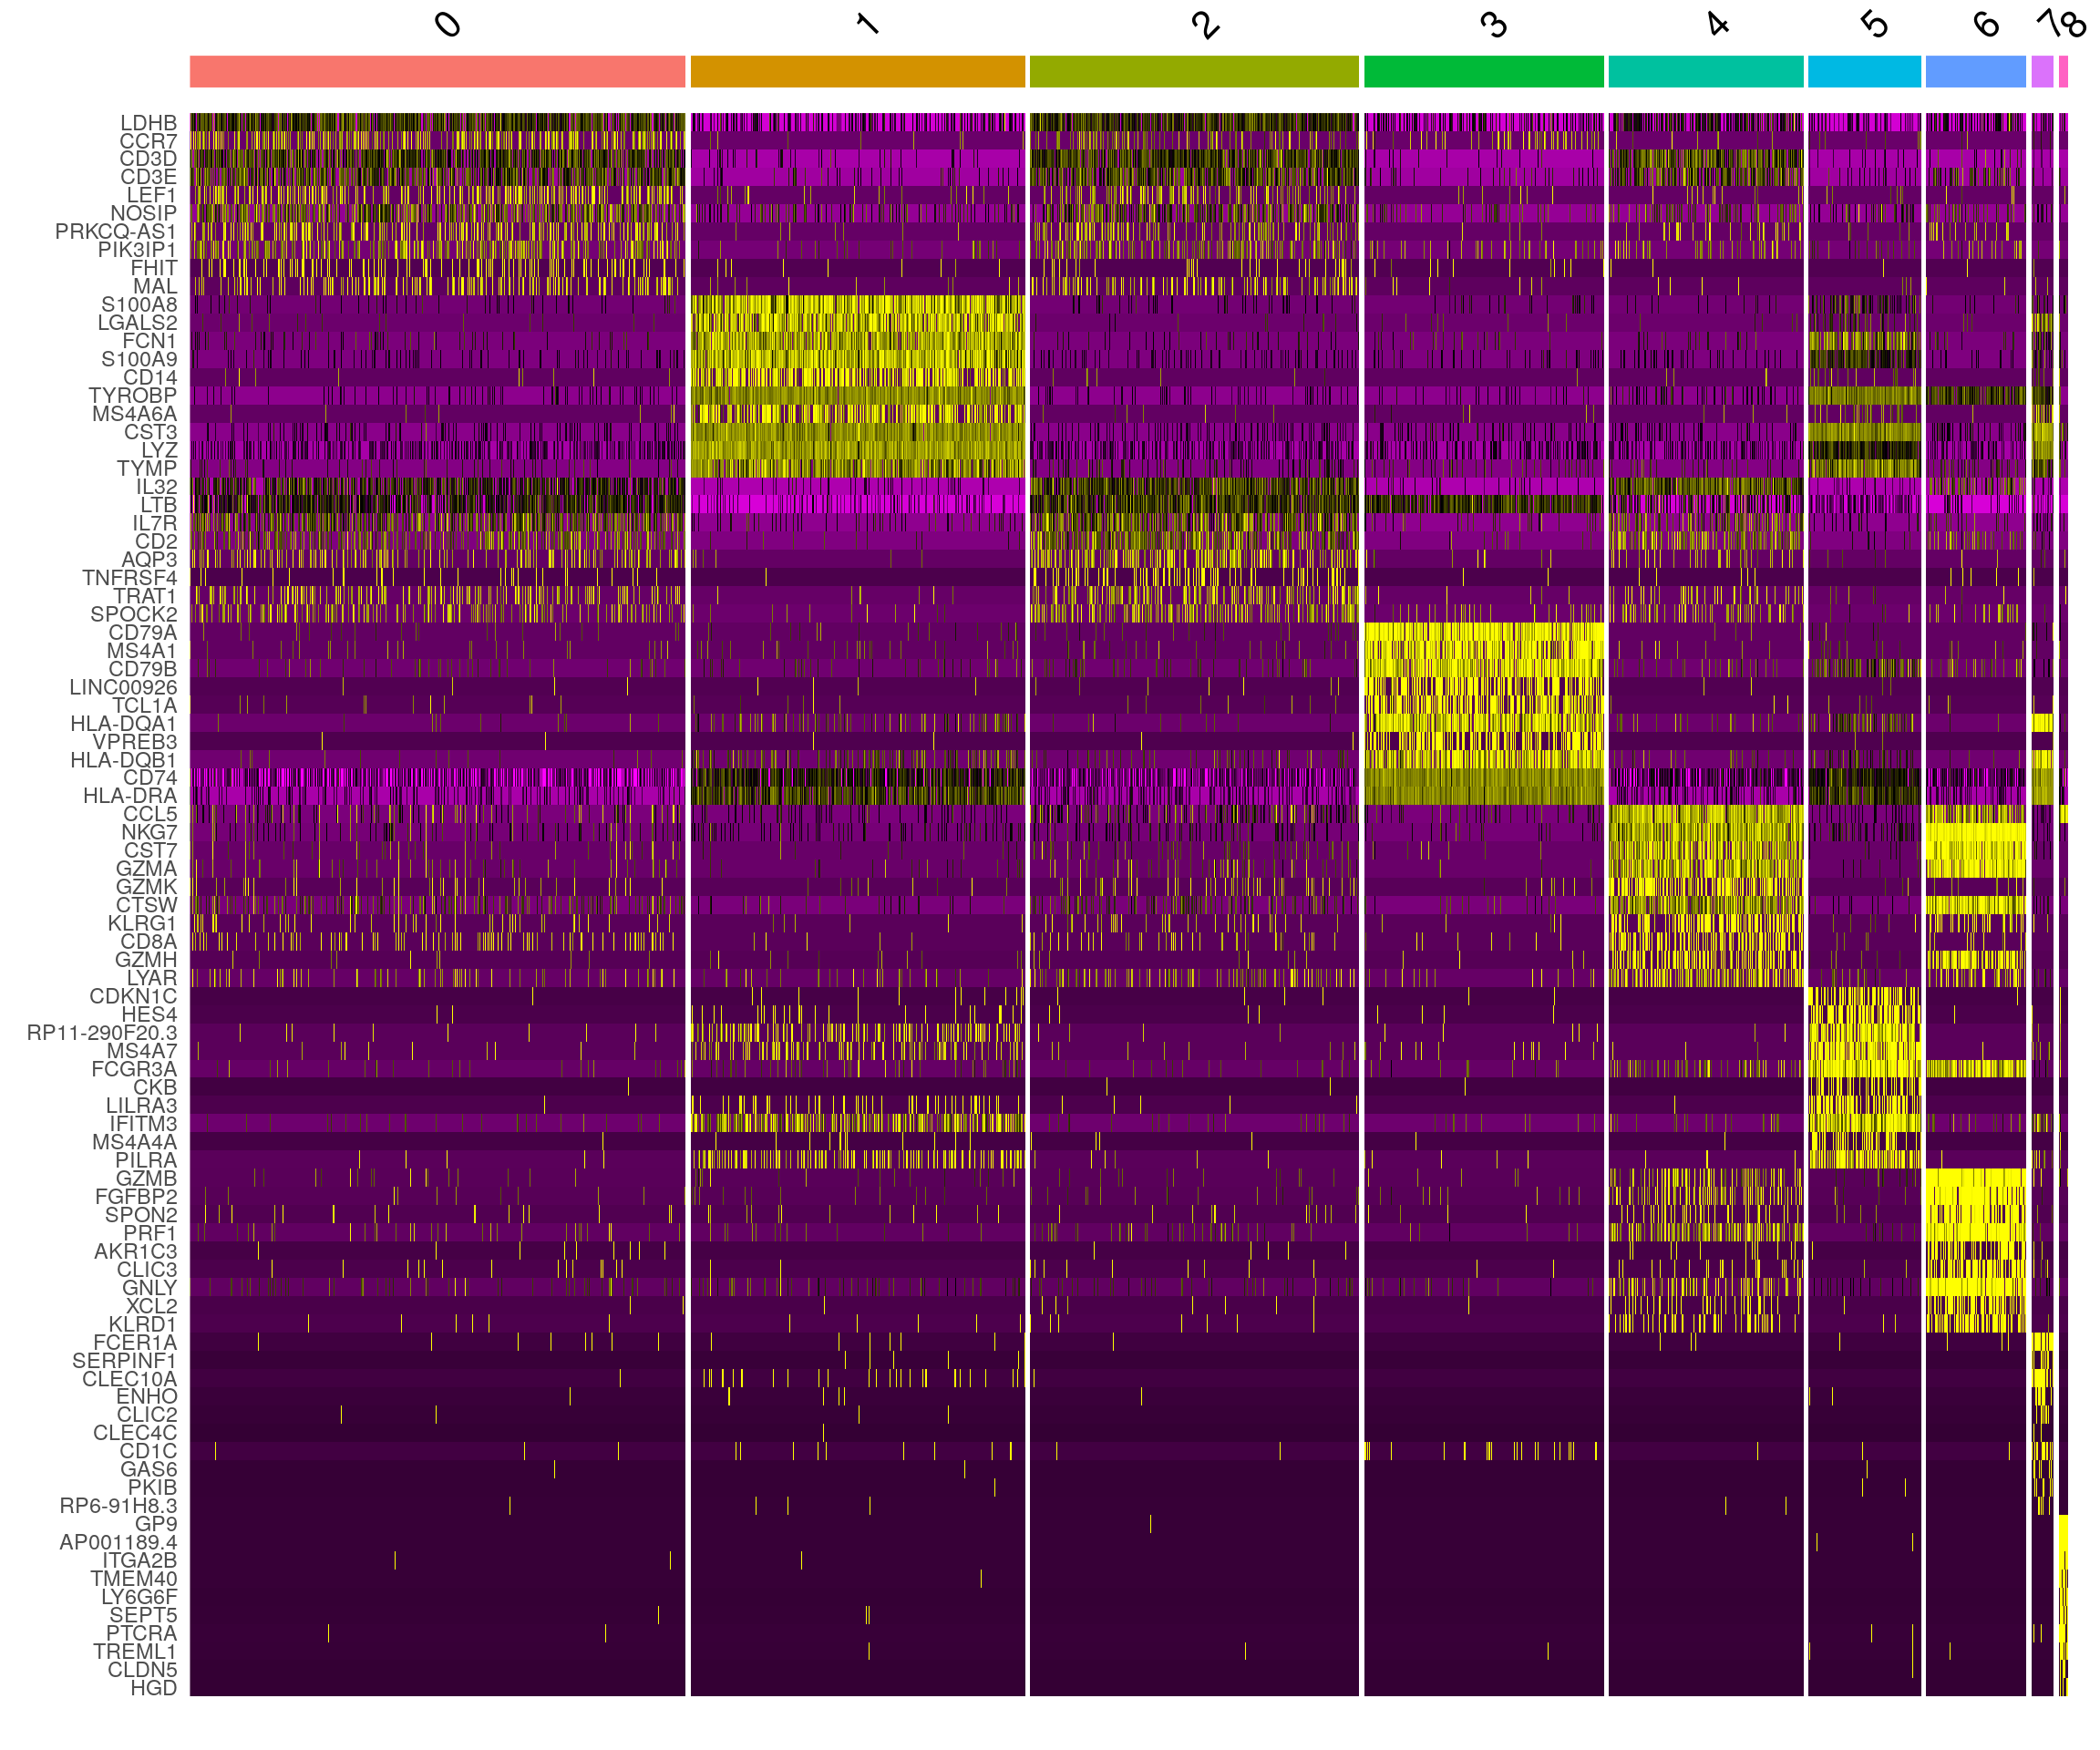 0 1 2 3 4 5 6 7 8
LDHB
CCR7
CD3D
CD3E
LEF1
NOSIP
PRKCQ-AS1
PIK3IP1
FHIT
MAL
S100A8
LGALS2
FCN1
S100A9
CD14
TYROBP
MS4A6A
CST3
LYZ
TYMP
IL32
LTB
IL7R
CD2
AQP3
TNFRSF4
TRAT1
SPOCK2
CD79A
MS4A1
CD79B
LINC00926
TCL1A
HLA-DQA1
VPREB3
HLA-DQB1
CD74
HLA-DRA
CCL5
NKG7
CST7
GZMA
GZMK
CTSW
KLRG1
CD8A
GZMH
LYAR
CDKN1C
HES4
RP11-290F20.3
MS4A7
FCGR3A
CKB
LILRA3
IFITM3
MS4A4A
PILRA
GZMB
FGFBP2
SPON2
PRF1
AKR1C3
CLIC3
GNLY
XCL2
KLRD1
FCER1A
SERPINF1
CLEC10A
ENHO
CLIC2
CLEC4C
CD1C
GAS6
PKIB
RP6-91H8.3
GP9
AP001189.4
ITGA2B
TMEM40
LY6G6F
SEPT5
PTCRA
TREML1
CLDN5
HGD